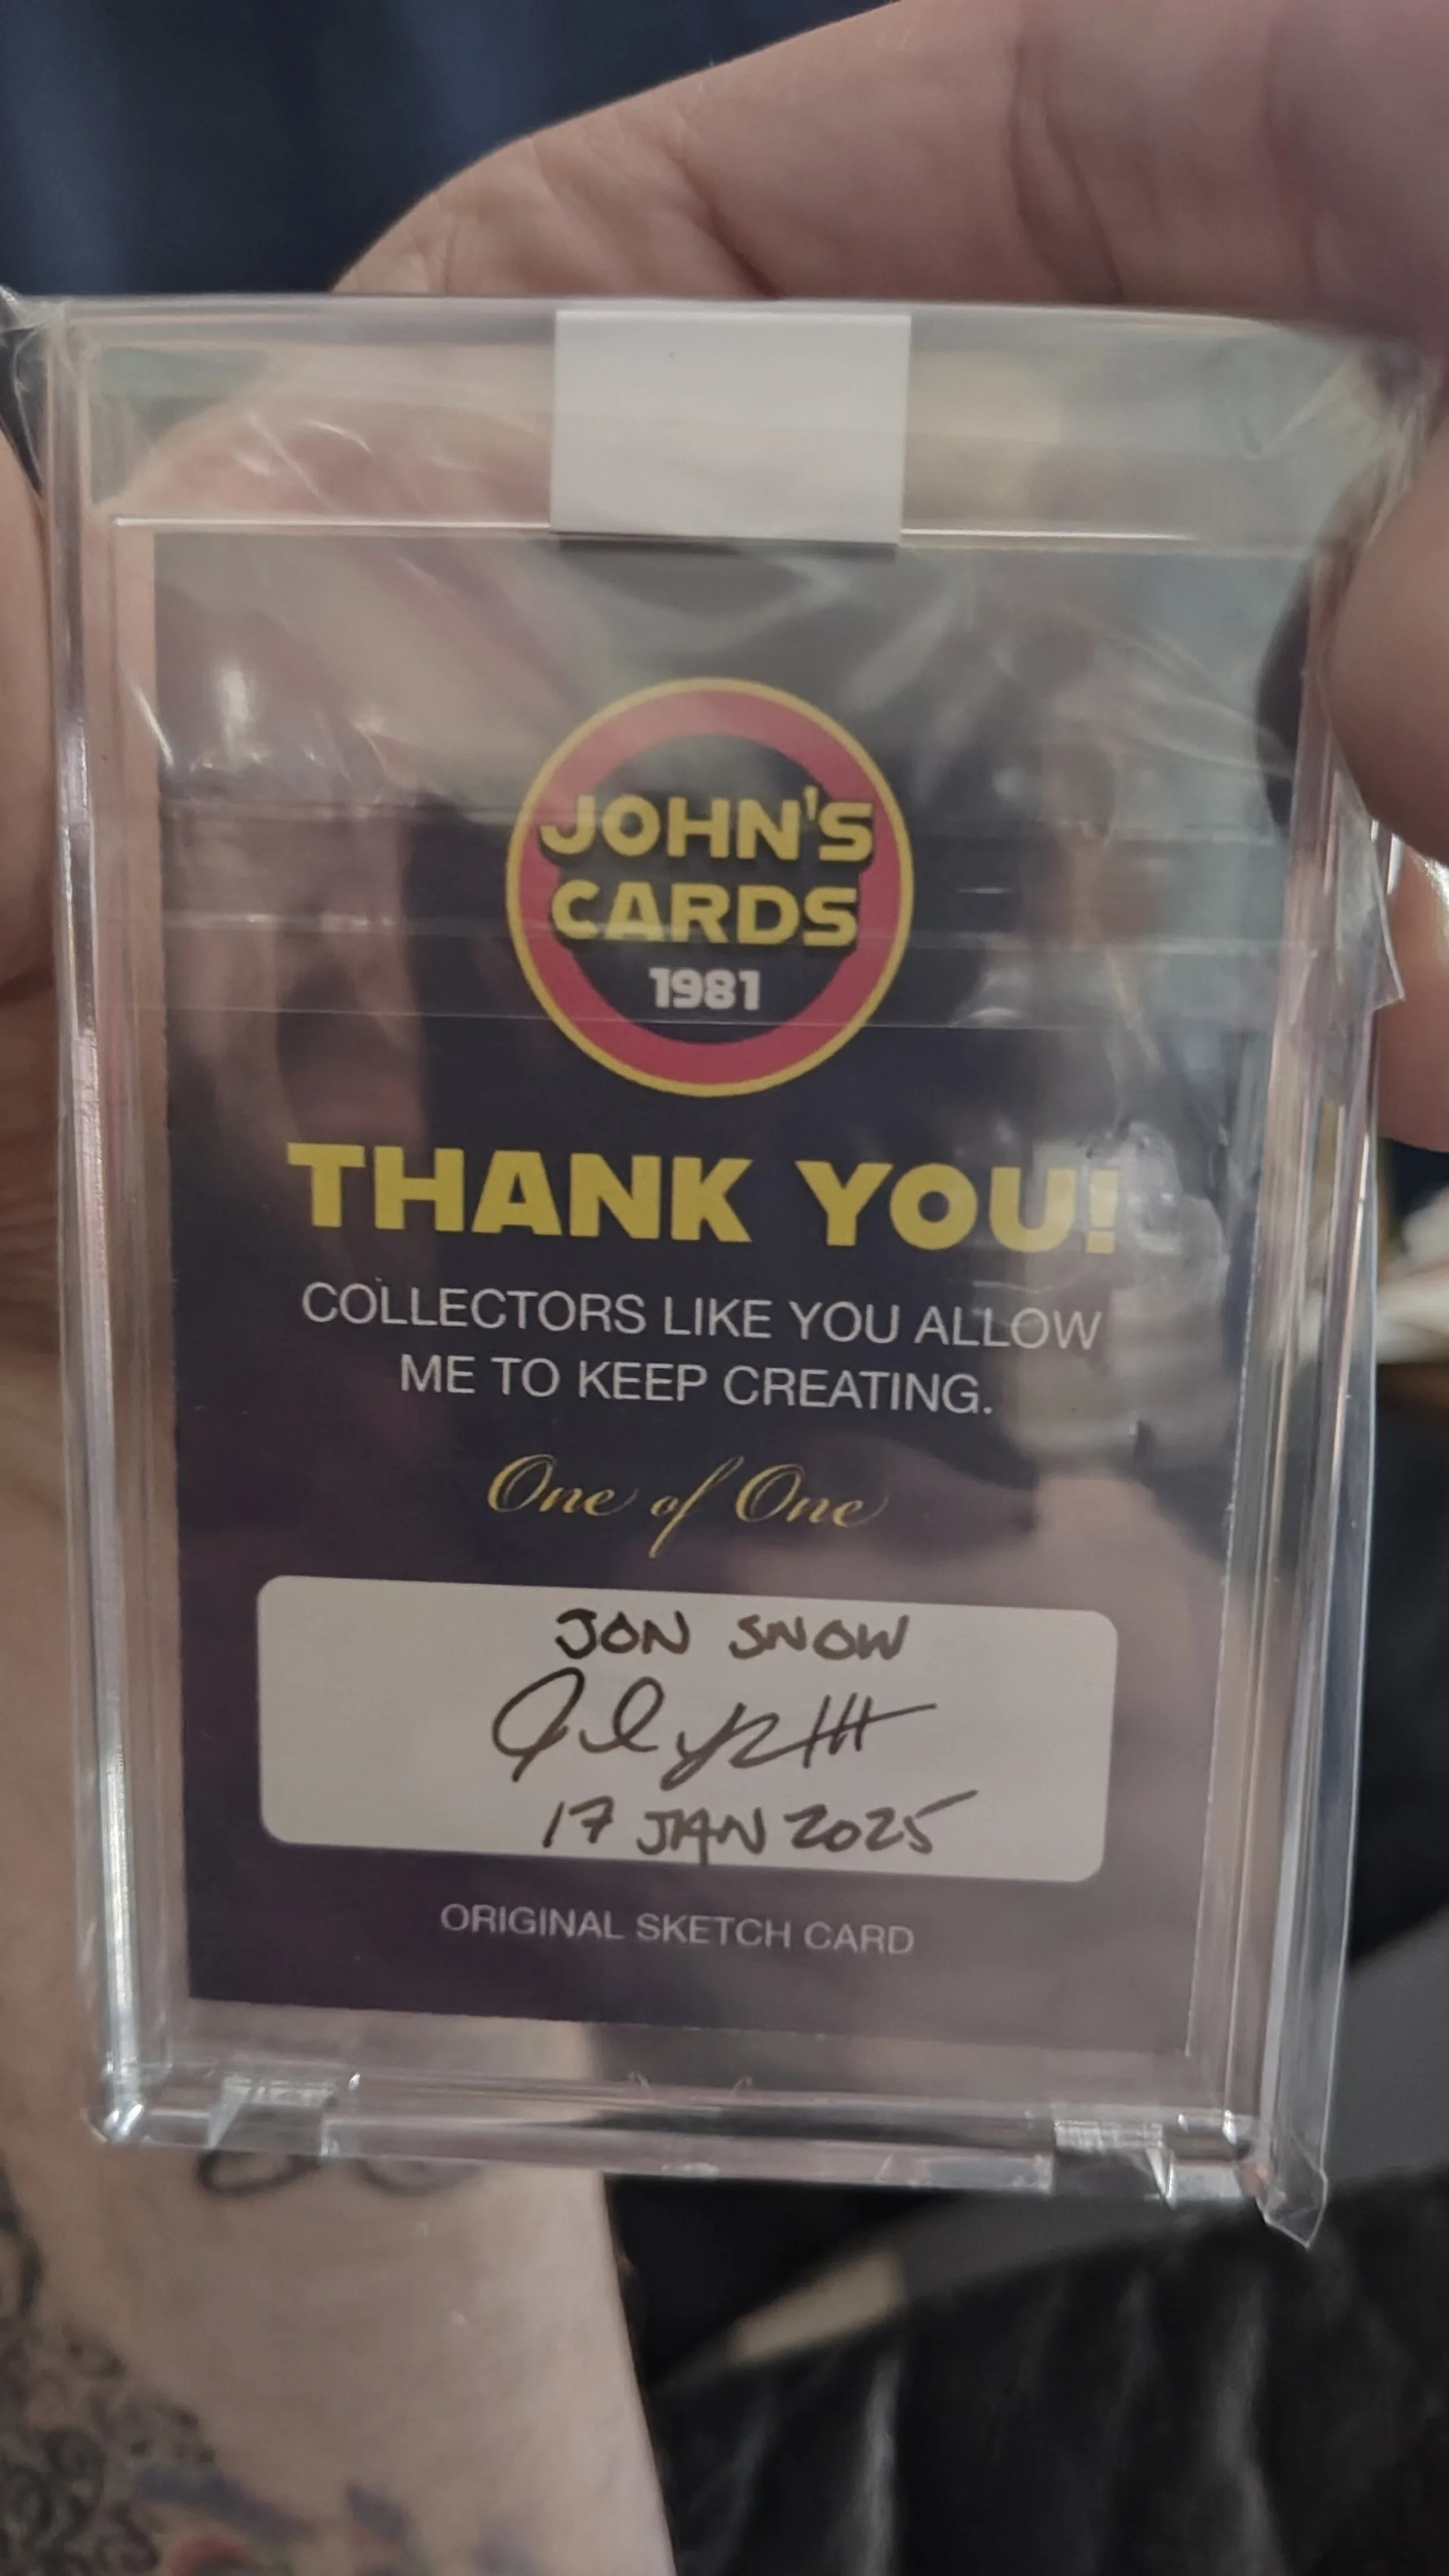 JOHN'S
CARDS
1981
THANK YOU!
COLLECTORS LIKE YOU ALLOW
ME TO KEEP CREATING.
One of One
JON SNOW
17 JAN 2025
ORIGINAL SKETCH CARD